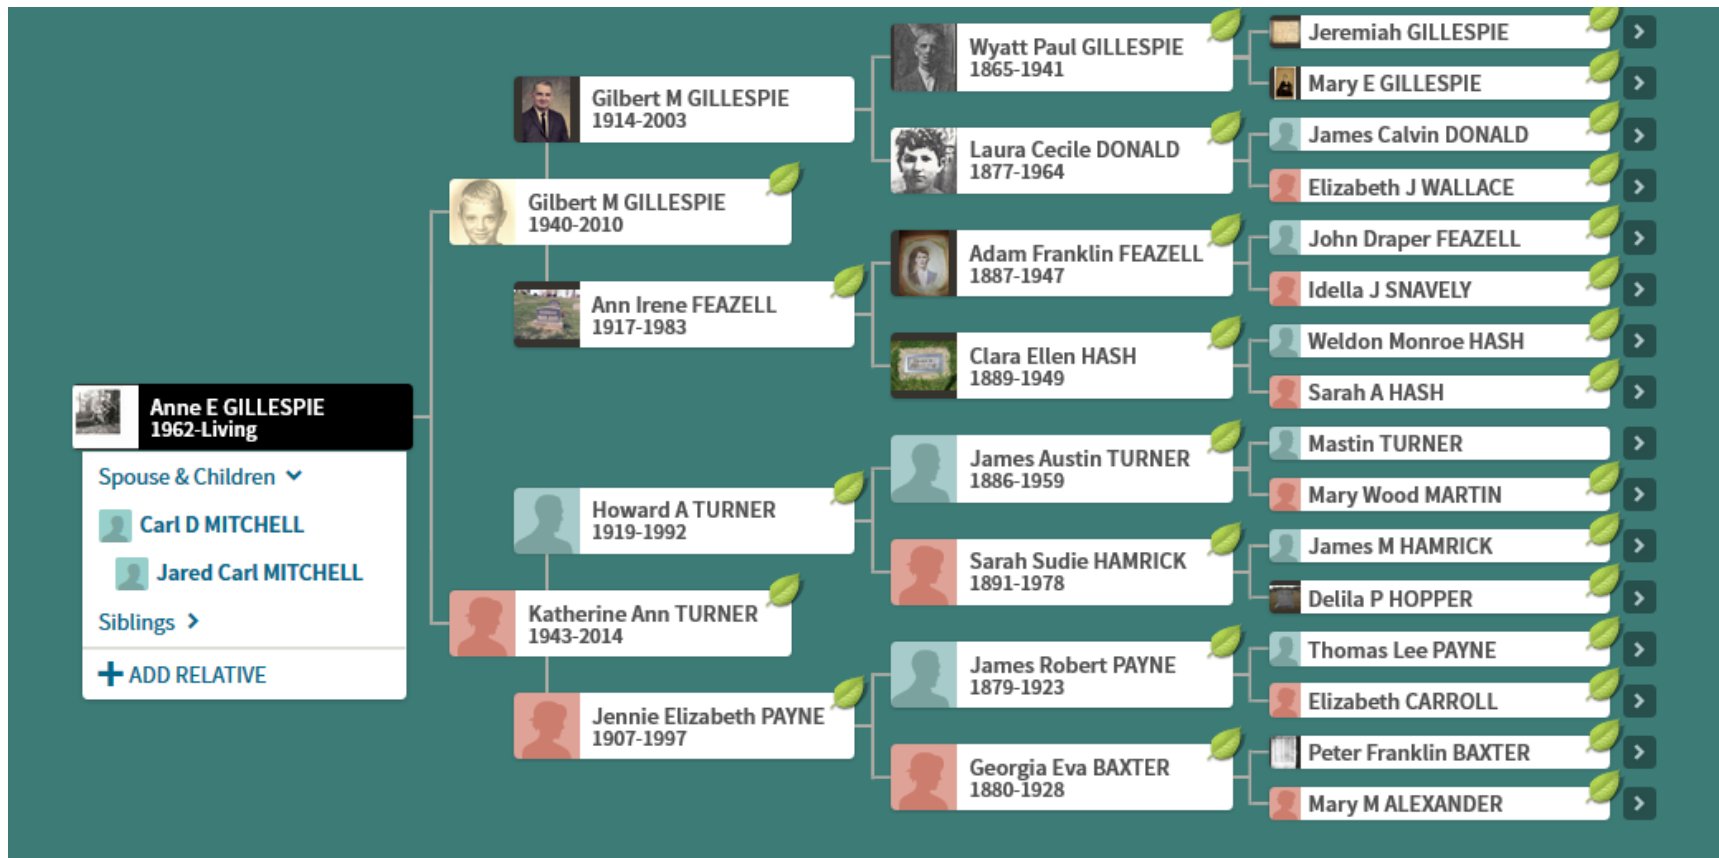 Anne E GILLESPIE
1962-Living
Spouse & Children
Carl D MITCHELL
Jared Carl MITCHELL
Siblings
ADD RELATIVE
Gilbert M GILLESPIE
1914-2003
Gilbert M GILLESPIE
1940-2010
Ann Irene FEAZELL
1917-1983
Howard A TURNER
1919-1992
Katherine Ann TURNER
1943-2014
Jennie Elizabeth PAYNE
1907-1997
Wyatt Paul GILLESPIE
1865-1941
Laura Cecile DONALD
1877-1964
Adam Franklin FEAZELL
1887-1947
Clara Ellen HASH
1889-1949
James Austin TURNER
1886-1959
Sarah Sudie HAMRICK
1891-1978
James Robert PAYNE
1879-1923
Georgia Eva BAXTER
1880-1928
Jeremiah GILLESPIE
Mary E GILLESPIE
James Calvin DONALD
Elizabeth J WALLACE
John Draper FEAZELL
Idella J SNAVELY
Weldon Monroe HASH
Sarah A HASH
Mastin TURNER
Mary Wood MARTIN
James M HAMRICK
Delila P HOPPER
Thomas Lee PAYNE
Elizabeth CARROLL
Peter Franklin BAXTER
Mary M ALEXANDER